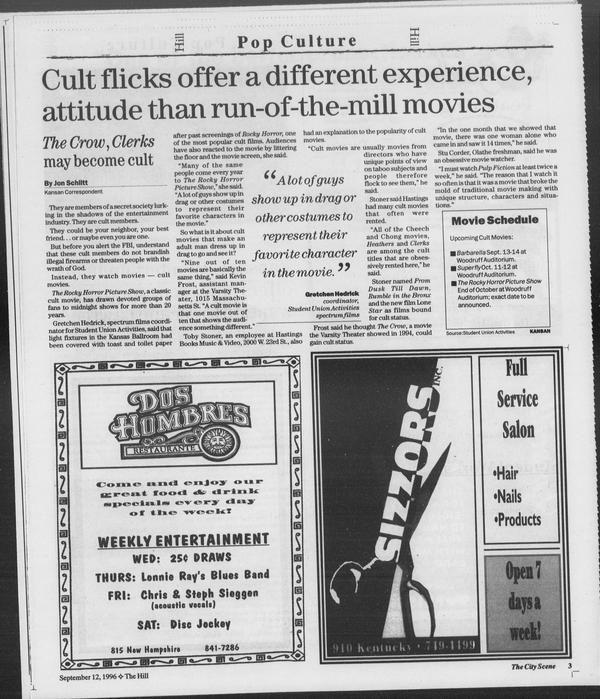 Hill
Pop Culture
Hill
Cult flicks offer a different experience,
attitude than run-of-the-mill movies
The Crow, Clerks
may become cult
By Jon Schlitt
Kansan Correspondent
They are members of a secret society lurk-
ing in the shadows of the entertainment
industry. They are cult members.
They could be your neighbor, your best
friend . . . or maybe even you are one.
But before you alert the FBI, understand
that these cult members do not brandish
illegal firearms or threaten people with the
wrath of God.
Instead, they watch movies — cult
movies.
The Rocky Horror Picture Show, a classic
cult movie, has drawn devoted groups of
fans to midnight shows for more than 20
years.
Gretchen Hedrick, spectrum films coordi-
nator for Student Union Activities, said that
light fixtures in the Kansas Ballroom had
been covered with toast and toilet paper
after past screenings of Rocky Horror, one
of the most popular cult films. Audiences
have also reacted to the movie by littering
the floor and the movie screen, she said.
"Many of the same
people come every year
to The Rocky Horror
Picture Show," she said.
"A lot of guys show up in
drag or other costumes
to represent their
favorite characters in
the movie."
So what is it about cult
movies that make an
adult man dress up in
drag to go and see it?
"Nine out of ten
movies are basically the
same thing," said Kevin
Frost, assistant man-
ager at the Varsity The-
ater, 1015 Massachu-
setts St. "A cult movie is
that one movie out of
ten that shows the audi-
ence something different."
Toby Stoner, an employee at Hastings
Books Music & Video, 2000 W. 23rd St., also
had an explanation to the popularity of cult
movies.
"Cult movies are usually movies from
directors who have
unique points of view
on taboo subjects and
people therefore
flock to see them," he
said.
Stoner said Hastings
had many cult movies
that often were
rented.
"All of the Cheech
and Chong movies,
Heathers and Clerks
are among the cult
titles that are obses-
sively rented here," he
said.
Stoner named From
Dusk Till Dawn,
Rumble in the Bronx
and the new film Lone
Star as films bound
for cult status.
Frost said he thought The Crow, a movie
the Varsity Theater showed in 1994, could
gain cult status.
"A lot of guys
show up in drag or
other costumes to
represent their
favorite character
in the movie."
Gretchen Hedrick
coordinator,
Student Union Activities
spectrum films
"In the one month that we showed that
movie, there was one woman alone who
came in and saw it 14 times," he said.
Eric Corder, Olathe freshman, said he was
an obsessive movie watcher.
"I must watch Pulp Fiction at least twice a
week," he said. "The reason that I watch it
so often is that it was a movie that broke the
mold of traditional movie making with
unique structure, characters and situa-
tions."
Movie Schedule
Upcoming Cult Movies:
■ Barbarella Sept. 13-14 at
Woodruff Auditorium.
■ Superfly Oct. 11-12 at
Woodruff Auditorium.
■ The Rocky Horror Picture Show
End of October at Woodruff
Auditorium; exact date to be
announced.
Source: Student Union Activities KANSAN
DOS
HOMBRES
RESTAURANTE
Come and enjoy our
great food & drink
specials every day
of the week!
WEEKLY ENTERTAINMENT
WED: 25¢ DRAWS
THURS: Lonnie Ray's Blues Band
FRI: Chris & Steph Sieggen
(acoustic vocals)
SAT: Disc Jockey
815 New Hampshire 841-7286
SIZZORS INC.
940 Kentucky • 749-1499
Full
Service
Salon
•Hair
•Nails
•Products
Open 7
days a
week!
September 12, 1996 ❖ The Hill
The City Scene 3